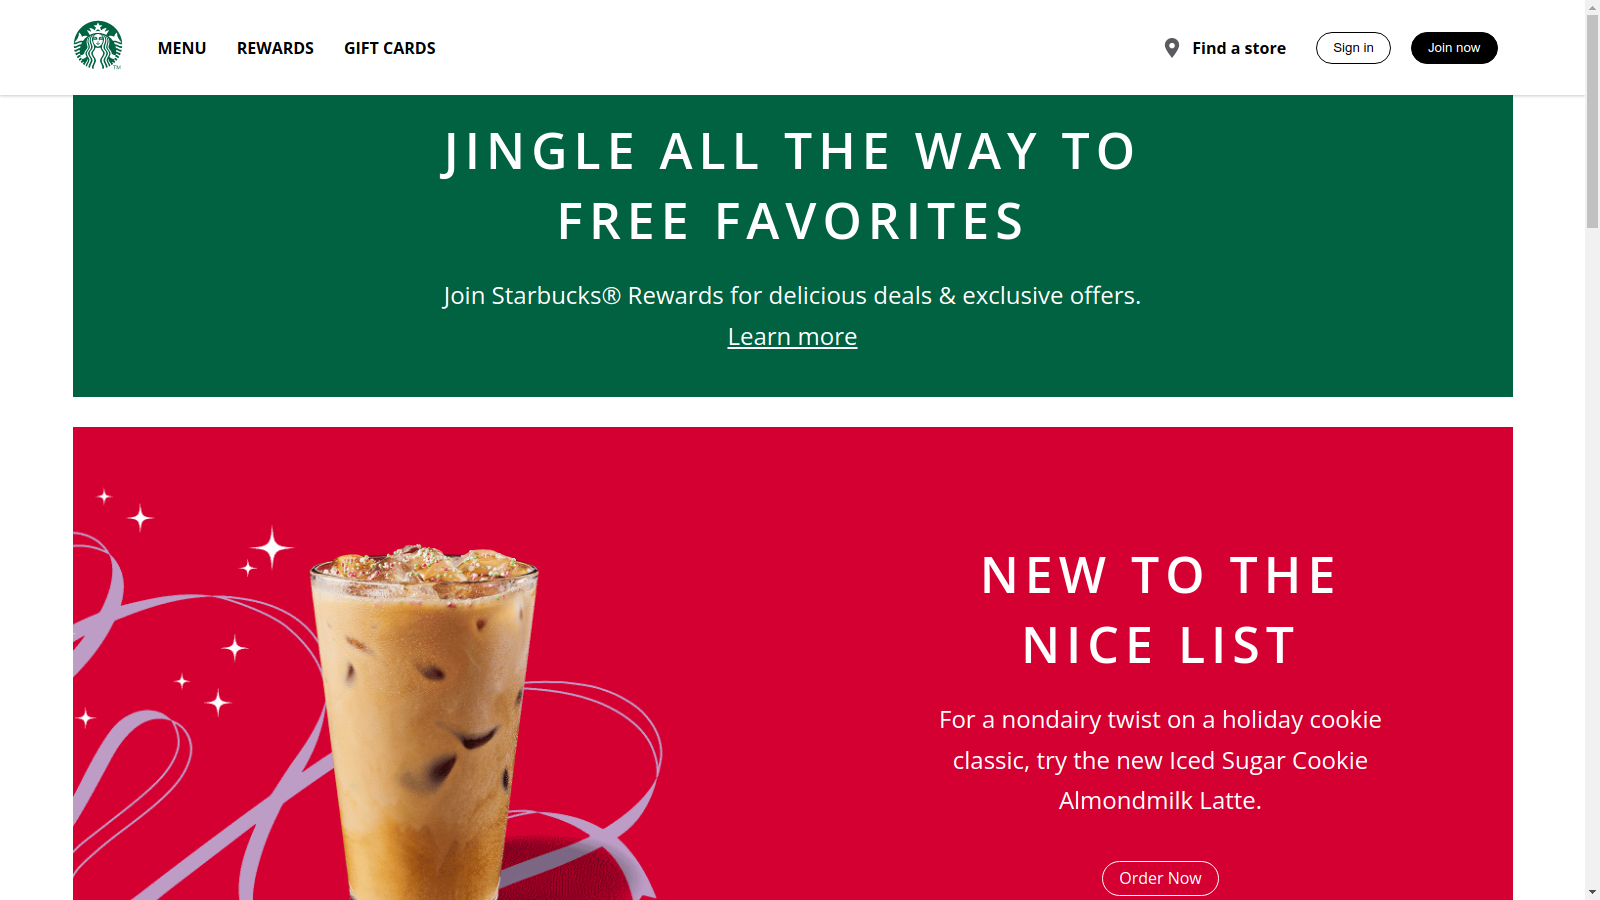 MENU REWARDS GIFT CARDS Find a store Sign in Join now
TM
JINGLE ALL THE WAY TO
FREE FAVORITES
Join Starbucks® Rewards for delicious deals & exclusive offers.
Learn more
NEW TO THE
NICE LIST
For a nondairy twist on a holiday cookie
classic, try the new Iced Sugar Cookie
Almondmilk Latte.
Order Now